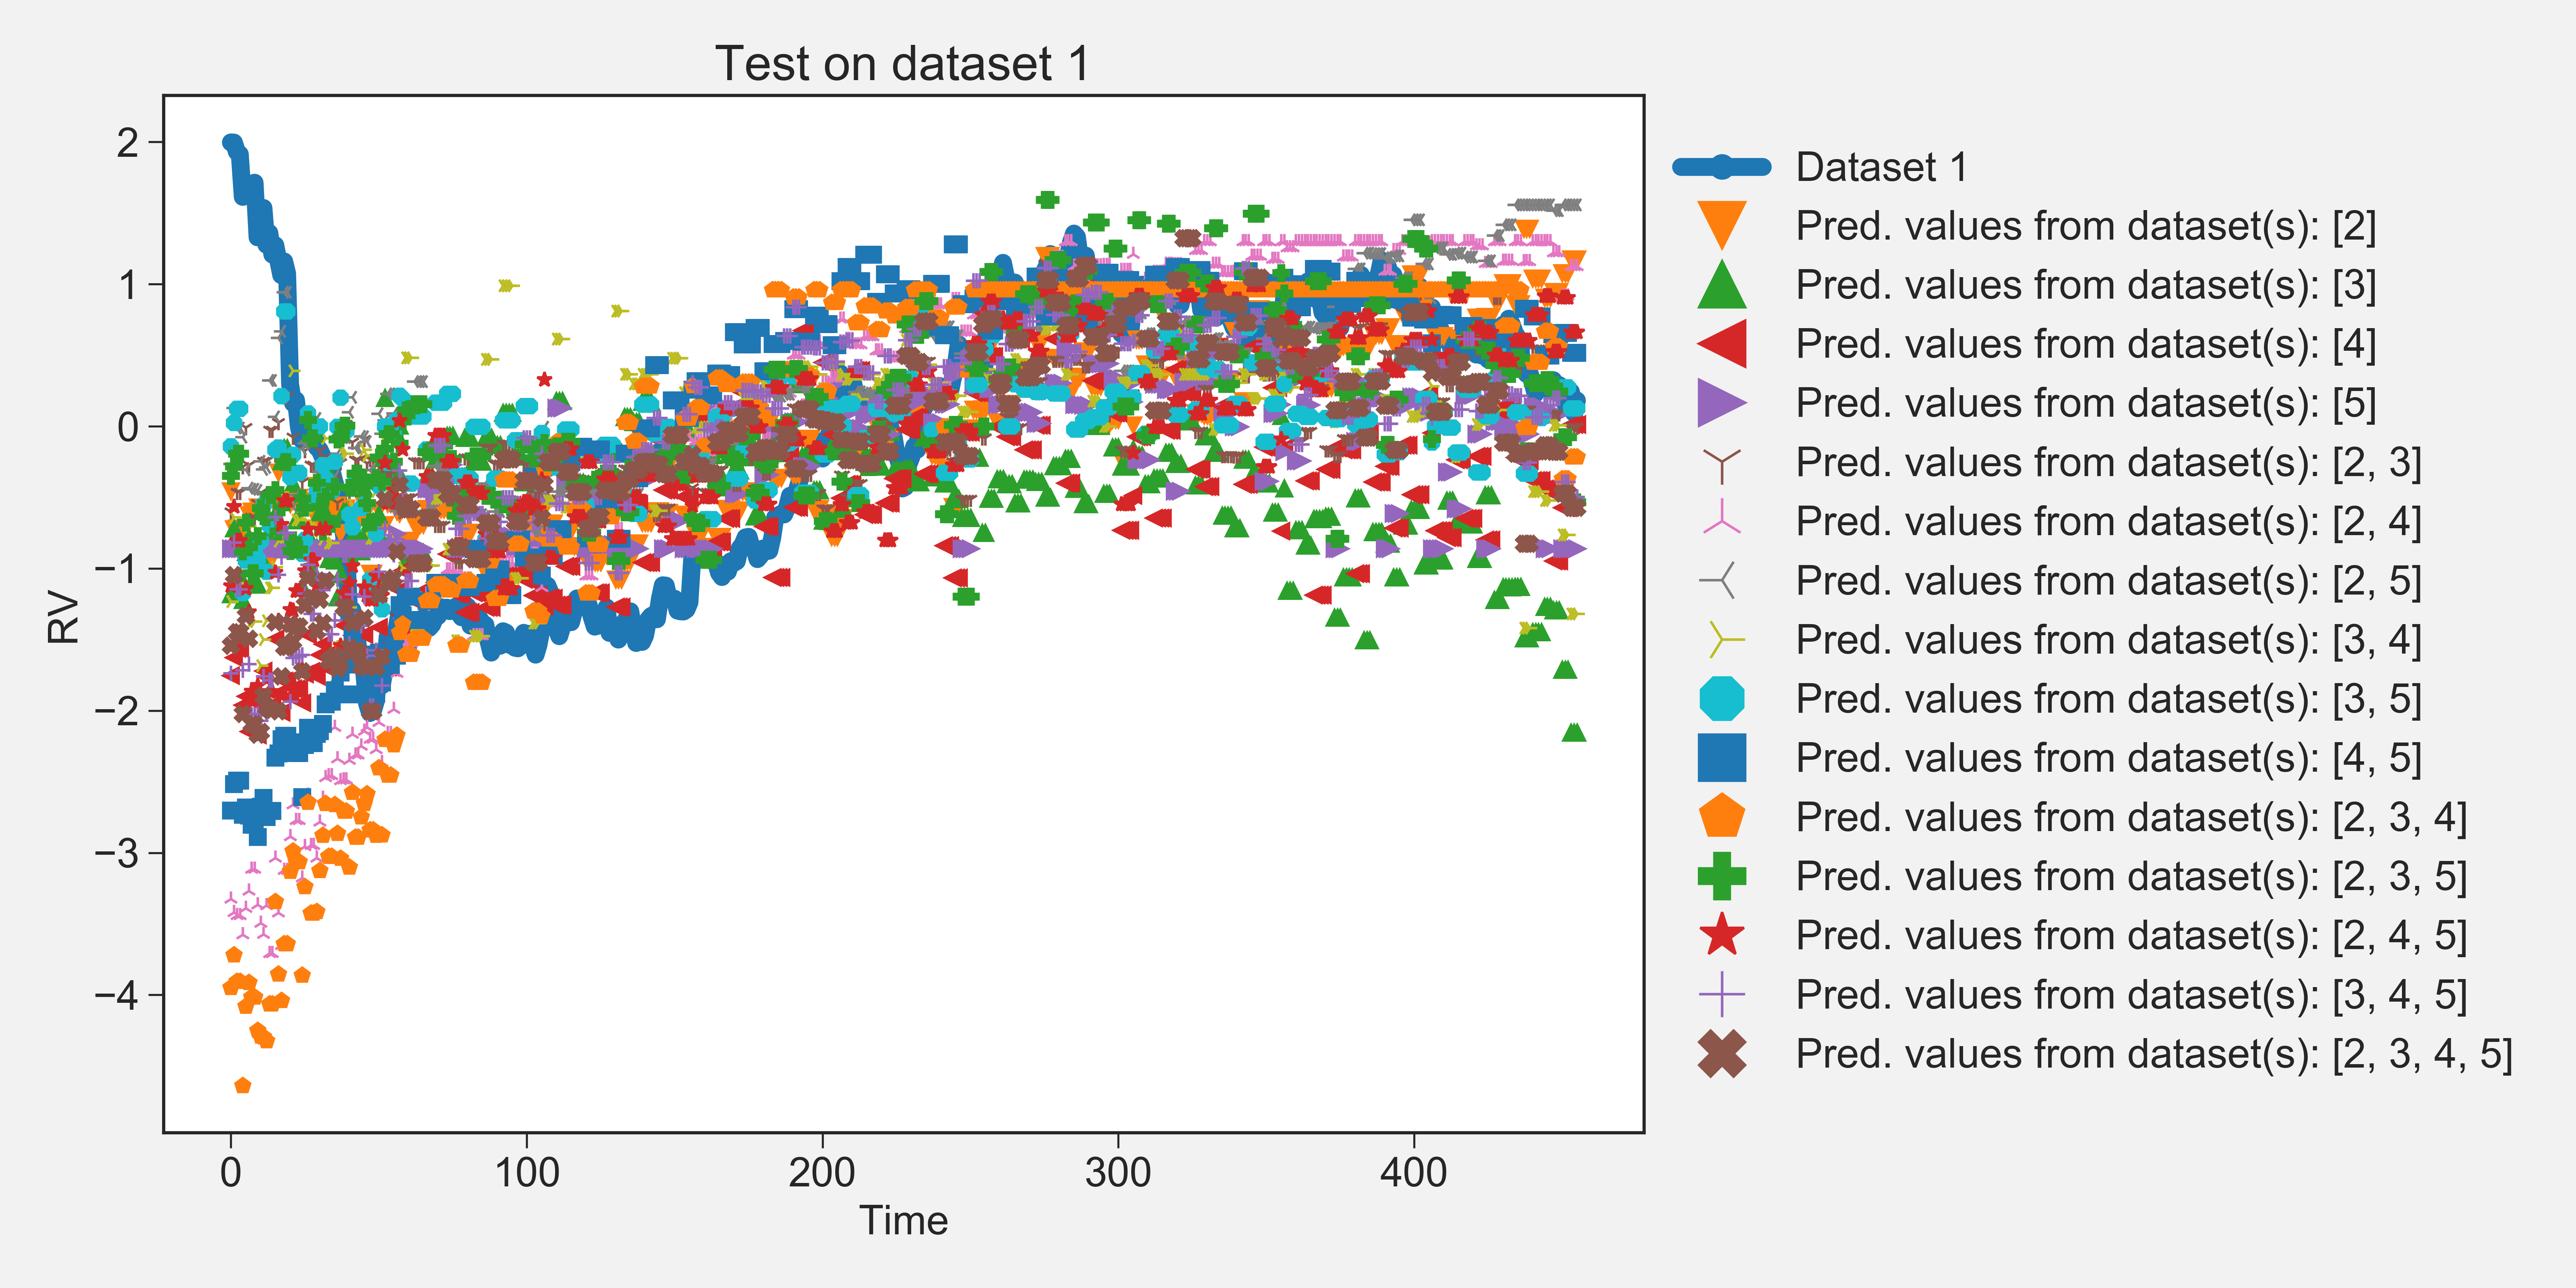 Test on dataset 1
2
1
0
−1
−2
−3
−4
RV
0 100 200 300 400
Time
Dataset 1
Pred. values from dataset(s): [2]
Pred. values from dataset(s): [3]
Pred. values from dataset(s): [4]
Pred. values from dataset(s): [5]
Pred. values from dataset(s): [2, 3]
Pred. values from dataset(s): [2, 4]
Pred. values from dataset(s): [2, 5]
Pred. values from dataset(s): [3, 4]
Pred. values from dataset(s): [3, 5]
Pred. values from dataset(s): [4, 5]
Pred. values from dataset(s): [2, 3, 4]
Pred. values from dataset(s): [2, 3, 5]
Pred. values from dataset(s): [2, 4, 5]
Pred. values from dataset(s): [3, 4, 5]
Pred. values from dataset(s): [2, 3, 4, 5]